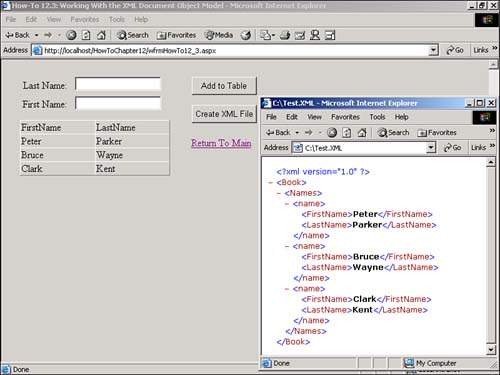 How-To 12.3: Working With the XML Document Object Model - Microsoft Internet Explorer
File Edit View Favorites Tools Help
Back Search Favorites Media
Address http://localhost/HowToChapter12/wfrmHowTo12_3.aspx Go Links »
Last Name: Add to Table
First Name:
Create XML File
Return To Main
FirstName LastName
Peter Parker
Bruce Wayne
Clark Kent
Done
C:\Test.XML - Microsoft Internet Explorer
File Edit View Favorites Tools Help
Back Search Favorites »
Address C:\Test.XML Go Links »
<?xml version="1.0" ?>
- <Book>
- <Names>
- <name>
<FirstName>Peter</FirstName>
<LastName>Parker</LastName>
</name>
- <name>
<FirstName>Bruce</FirstName>
<LastName>Wayne</LastName>
</name>
- <name>
<FirstName>Clark</FirstName>
<LastName>Kent</LastName>
</name>
</Names>
</Book>
Done My Computer